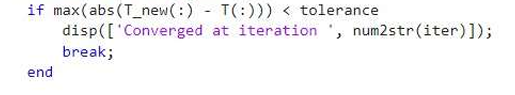 if max(abs(T_new(:) - T(:))) < tolerance
disp(['Converged at iteration ', num2str(iter)]);
break;
end